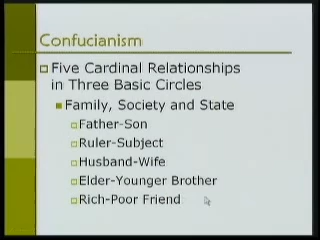 Confucianism
Five Cardinal Relationships
in Three Basic Circles
Family, Society and State
Father-Son
Ruler-Subject
Husband-Wife
Elder-Younger Brother
Rich-Poor Friend